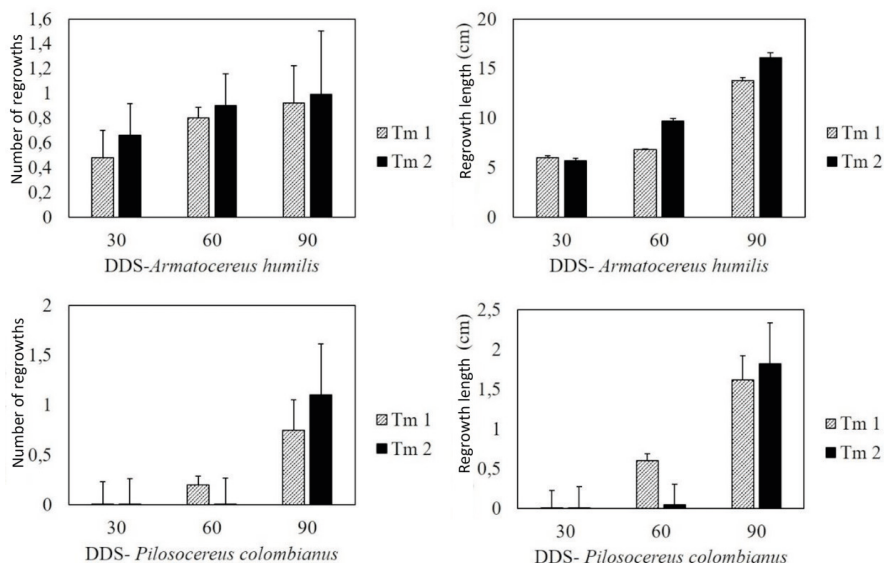 Number of regrowths
1,6
1,4
1,2
1
0,8
0,6
0,4
0,2
0
30 60 90
DDS-Armatocereus humilis
Tm 1
Tm 2
Regrowth length (cm)
20
15
10
5
0
30 60 90
DDS- Armatocereus humilis
Tm 1
Tm 2
Number of regrowths
2
1,5
1
0,5
0
30 60 90
DDS- Pilosocereus colombianus
Tm 1
Tm 2
Regrowth length (cm)
2,5
2
1,5
1
0,5
0
30 60 90
DDS- Pilosocereus colombianus
Tm 1
Tm 2